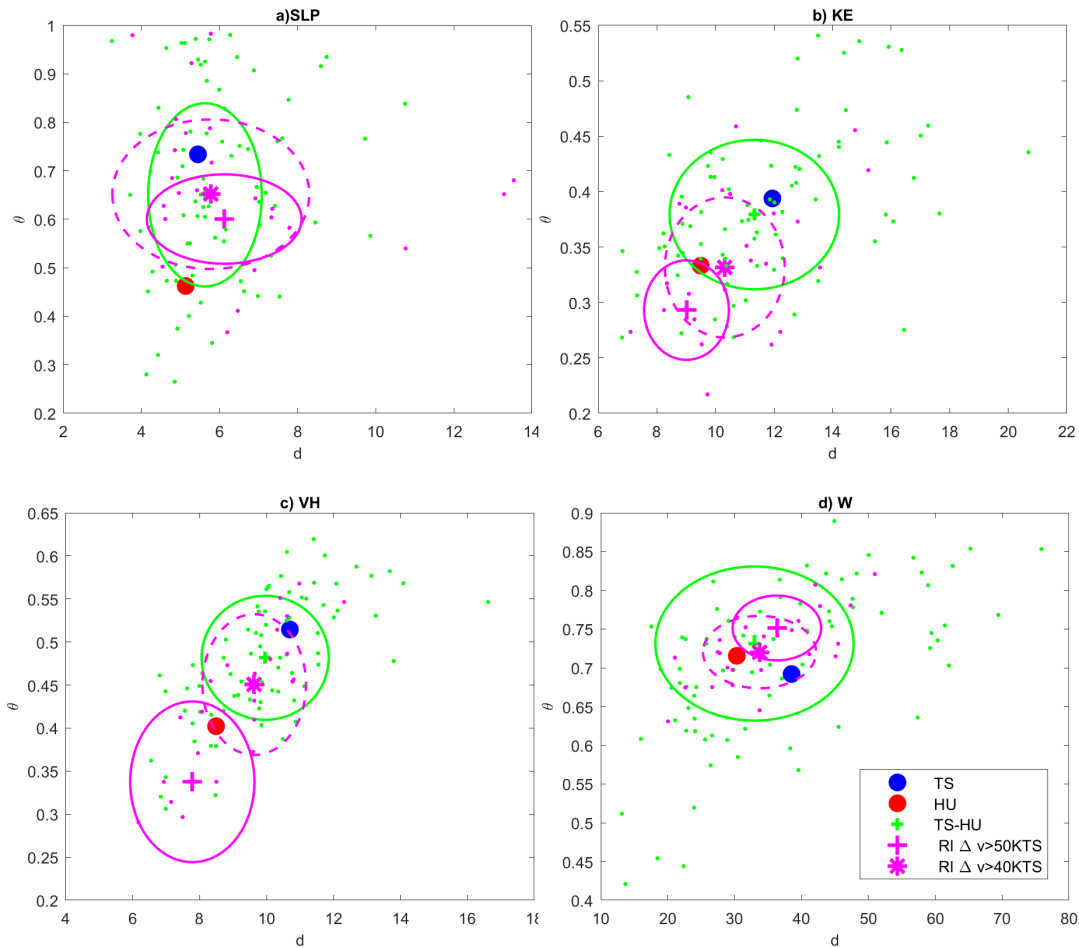 a)SLP
1
0.9
0.8
0.7
0.6
0.5
0.4
0.3
0.2
θ
2 4 6 8 10 12 14
d
b) KE
0.55
0.5
0.45
0.4
0.35
0.3
0.25
0.2
θ
6 8 10 12 14 16 18 20 22
d
c) VH
0.65
0.6
0.55
0.5
0.45
0.4
0.35
0.3
0.25
0.2
θ
4 6 8 10 12 14 16 18
d
d) W
0.9
0.85
0.8
0.75
0.7
0.65
0.6
0.55
0.5
0.45
0.4
θ
10 20 30 40 50 60 70 80
d
TS
HU
TS-HU
RI Δ v>50KTS
RI Δ v>40KTS